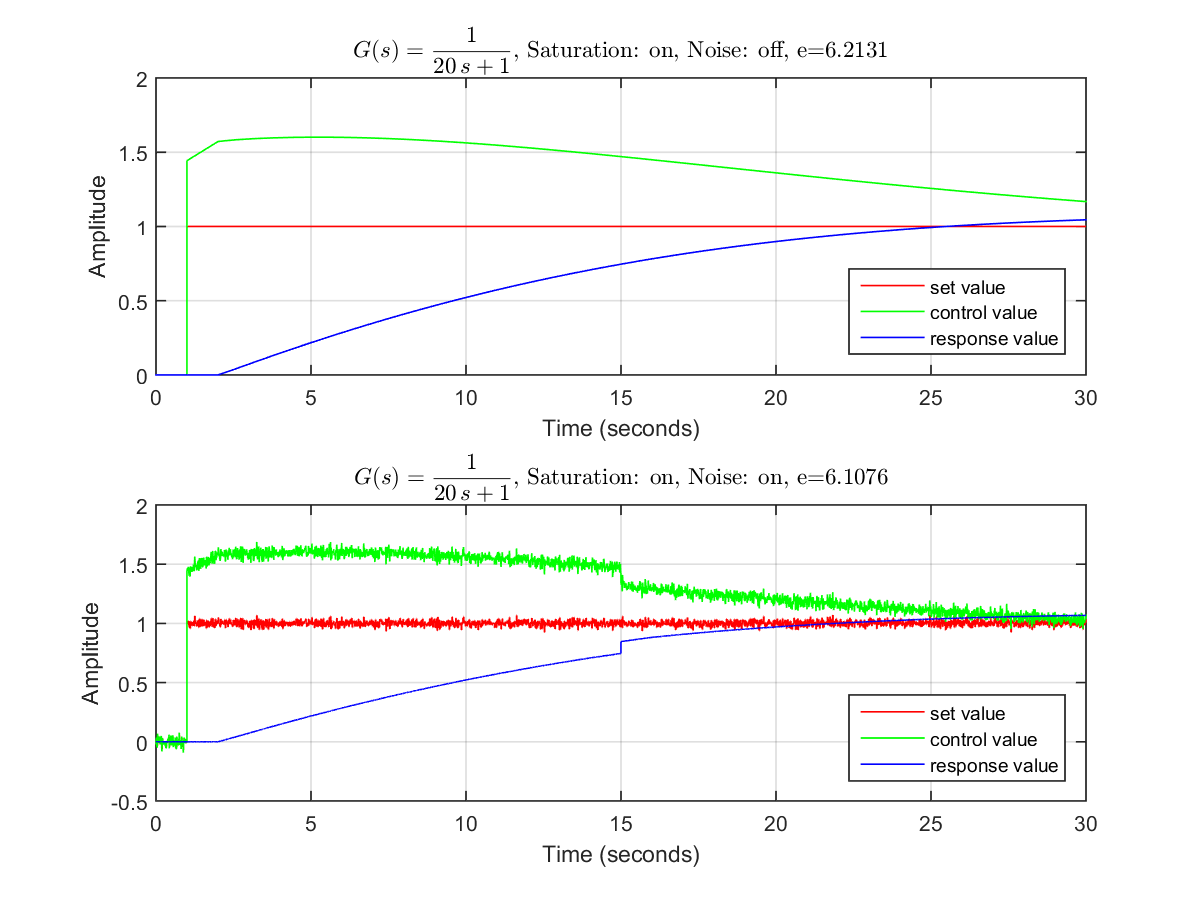 G(s) = \frac{1}{20 s + 1}, Saturation: on, Noise: off, e=6.2131
2
1.5
1
0.5
0
Amplitude
set value
control value
response value
0 5 10 15 20 25 30
Time (seconds)
G(s) = \frac{1}{20 s + 1}, Saturation: on, Noise: on, e=6.1076
2
1.5
1
0.5
0
-0.5
Amplitude
set value
control value
response value
0 5 10 15 20 25 30
Time (seconds)